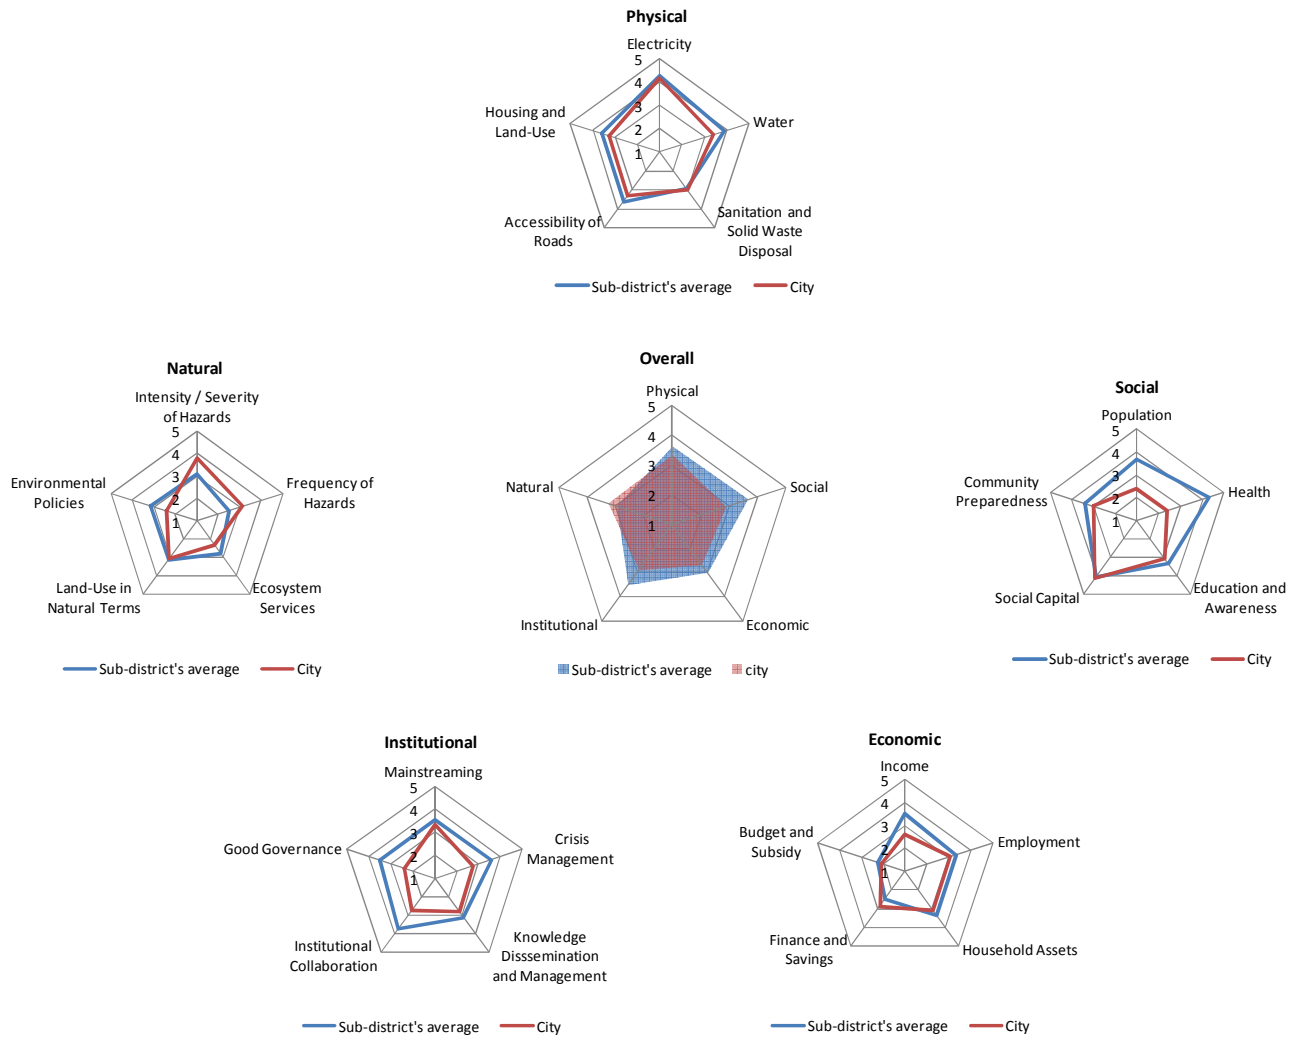 Physical
Electricity
5
4
3
2
1
Housing and
Land-Use
Water
Accessibility of
Roads
Sanitation and
Solid Waste
Disposal
Sub-district's average
City
Natural
Intensity / Severity
of Hazards
5
4
3
2
1
Environmental
Policies
Frequency of
Hazards
Land-Use in
Natural Terms
Ecosystem
Services
Sub-district's average
City
Overall
Physical
5
4
3
2
1
Natural
Social
Institutional
Economic
Sub-district's average
city
Social
Population
5
4
3
2
1
Community
Preparedness
Health
Social Capital
Education and
Awareness
Sub-district's average
City
Institutional
Mainstreaming
5
4
3
2
1
Good Governance
Crisis
Management
Institutional
Collaboration
Knowledge
Disssemination
and Management
Sub-district's average
City
Economic
Income
5
4
3
2
1
Budget and
Subsidy
Employment
Finance and
Savings
Household Assets
Sub-district's average
City